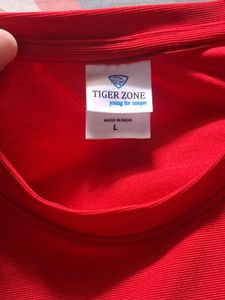 TIGER ZONE
young for unique
MADE IN INDIA
L